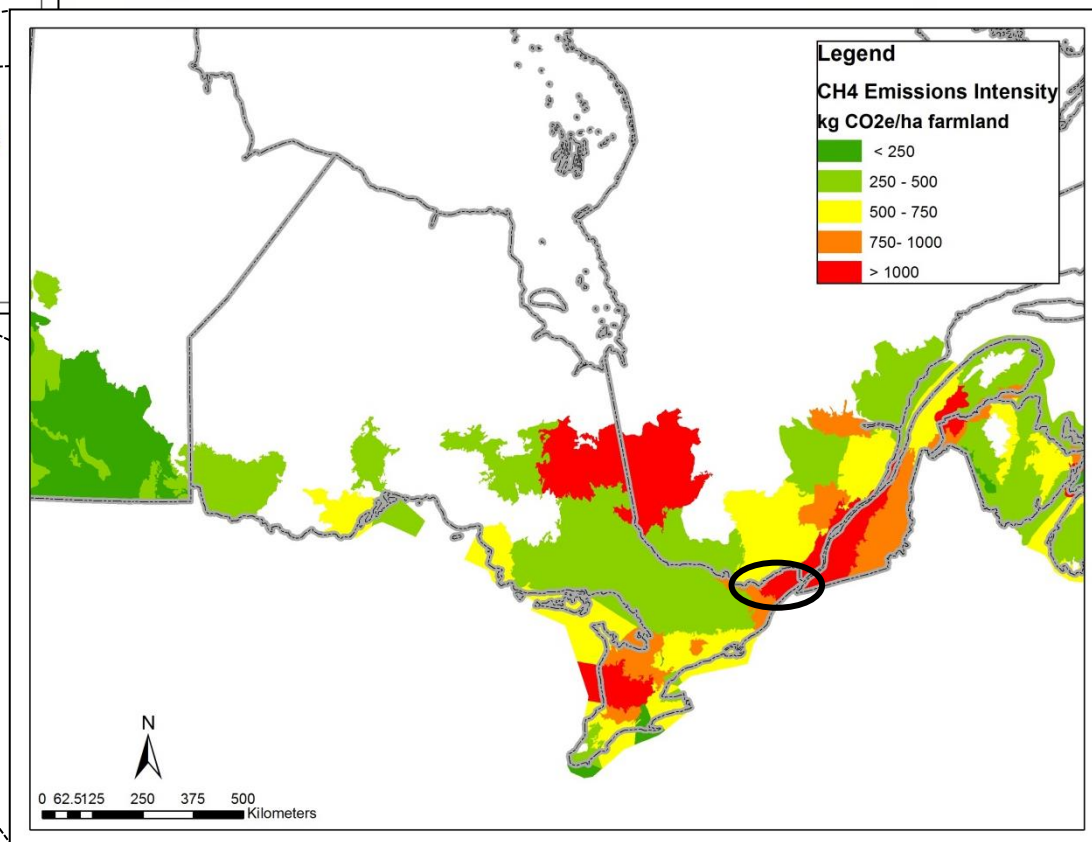 Legend
CH4 Emissions Intensity
kg CO2e/ha farmland
< 250
250 - 500
500 - 750
750- 1000
> 1000
N
0 62.5125 250 375 500
Kilometers